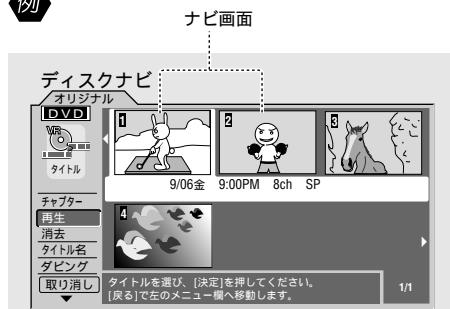 例
ナビ画面
ディスクナビ
オリジナル
DVD
VR
タイトル
1
2
3
9/06金 9:00PM 8ch SP
4
チャプター
再生
消去
タイトル名
ダビング
取り消し
タイトルを選び、[決定]を押してください。
[戻る]で左のメニュー欄へ移動します。
1/1